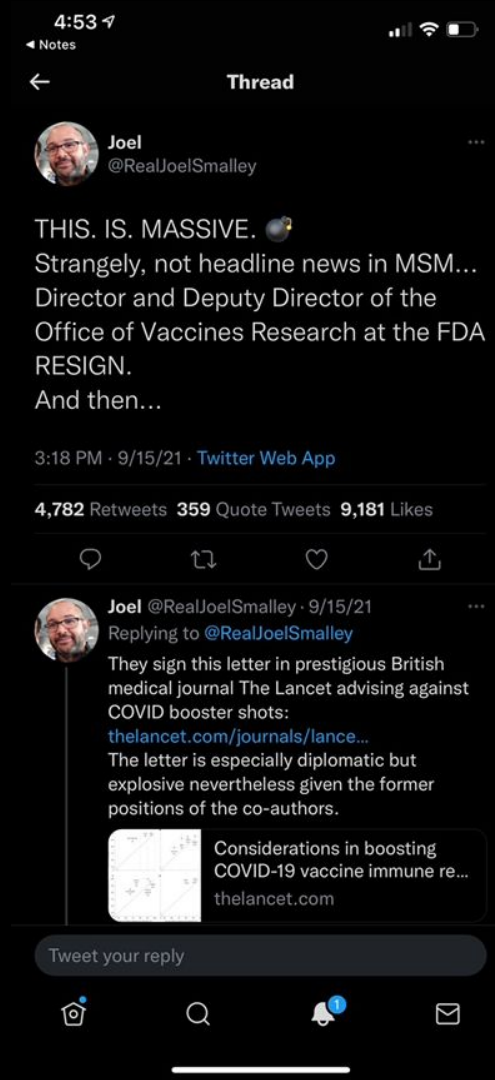 4:53
Notes
Thread
Joel
@RealJoelSmalley
THIS. IS. MASSIVE.
Strangely, not headline news in MSM...
Director and Deputy Director of the
Office of Vaccines Research at the FDA
RESIGN.
And then...
3:18 PM · 9/15/21 · Twitter Web App
4,782 Retweets 359 Quote Tweets 9,181 Likes
Joel @RealJoelSmalley · 9/15/21
Replying to @RealJoelSmalley
They sign this letter in prestigious British
medical journal The Lancet advising against
COVID booster shots:
thelancet.com/journals/lance...
The letter is especially diplomatic but
explosive nevertheless given the former
positions of the co-authors.
Considerations in boosting
COVID-19 vaccine immune re...
thelancet.com
Tweet your reply
1